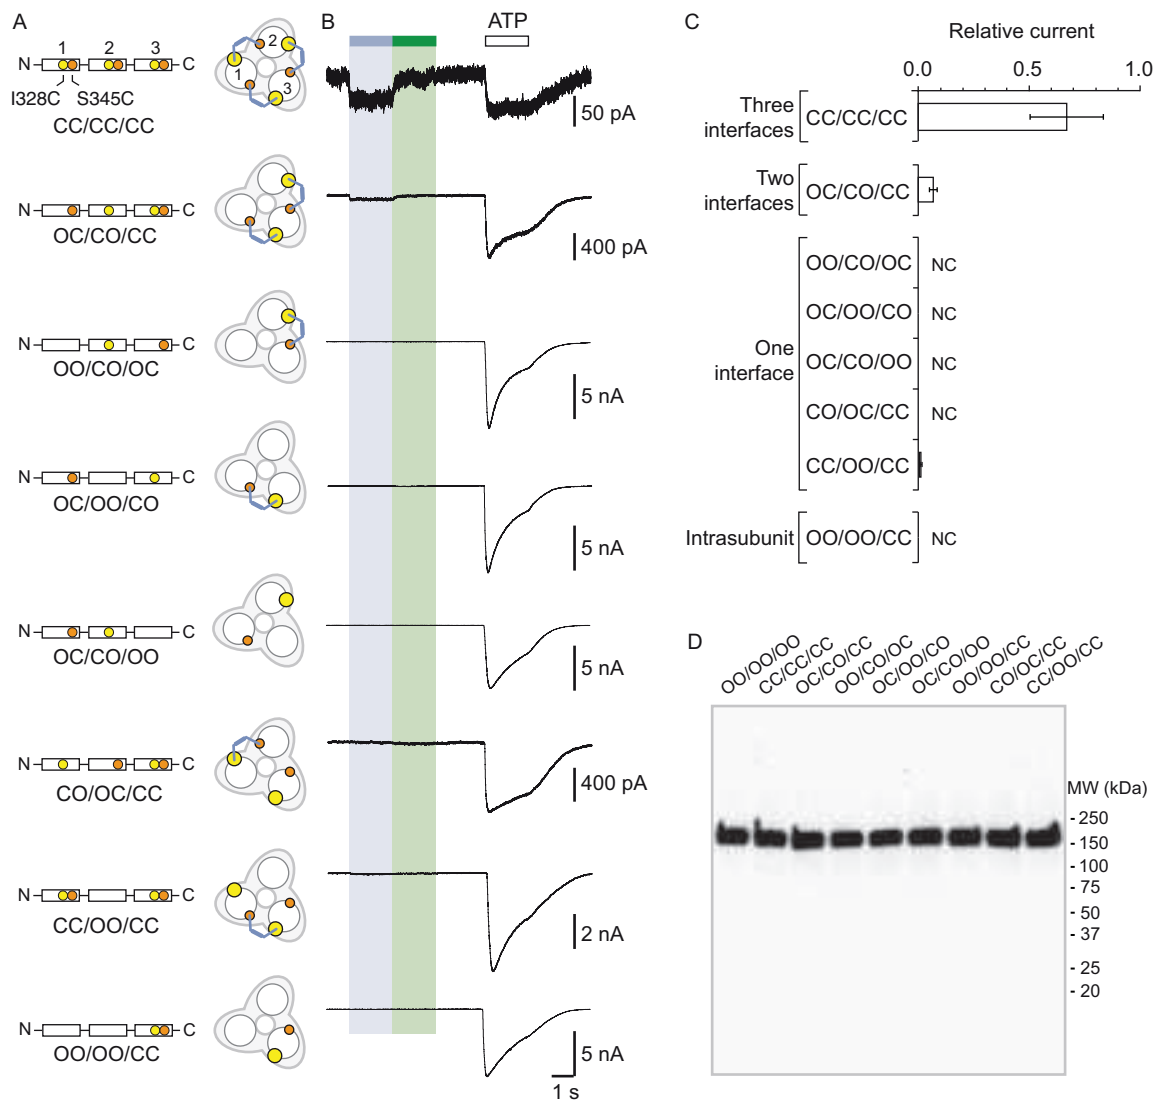 A
N 1 2 3 C
I328C S345C
CC/CC/CC
1 2 3
N C
OC/CO/CC
N C
OO/CO/OC
N C
OC/OO/CO
N C
OC/CO/OO
N C
CO/OC/CC
N C
CC/OO/CC
N C
OO/OO/CC
B
ATP
50 pA
400 pA
5 nA
5 nA
5 nA
400 pA
2 nA
5 nA
1 s
C
Relative current
0.0 0.5 1.0
Three
interfaces
CC/CC/CC
Two
interfaces
OC/CO/CC
One
interface
OO/CO/OC NC
OC/OO/CO NC
OC/CO/OO NC
CO/OC/CC NC
CC/OO/CC
Intrasubunit OO/OO/CC NC
D
OO/OO/OO
CC/CC/CC
OC/CO/CC
OO/CO/OC
OC/OO/CO
OC/CO/OO
OO/OO/CC
CO/OC/CC
CC/OO/CC
MW (kDa)
- 250
- 150
- 100
- 75
- 50
- 37
- 25
- 20